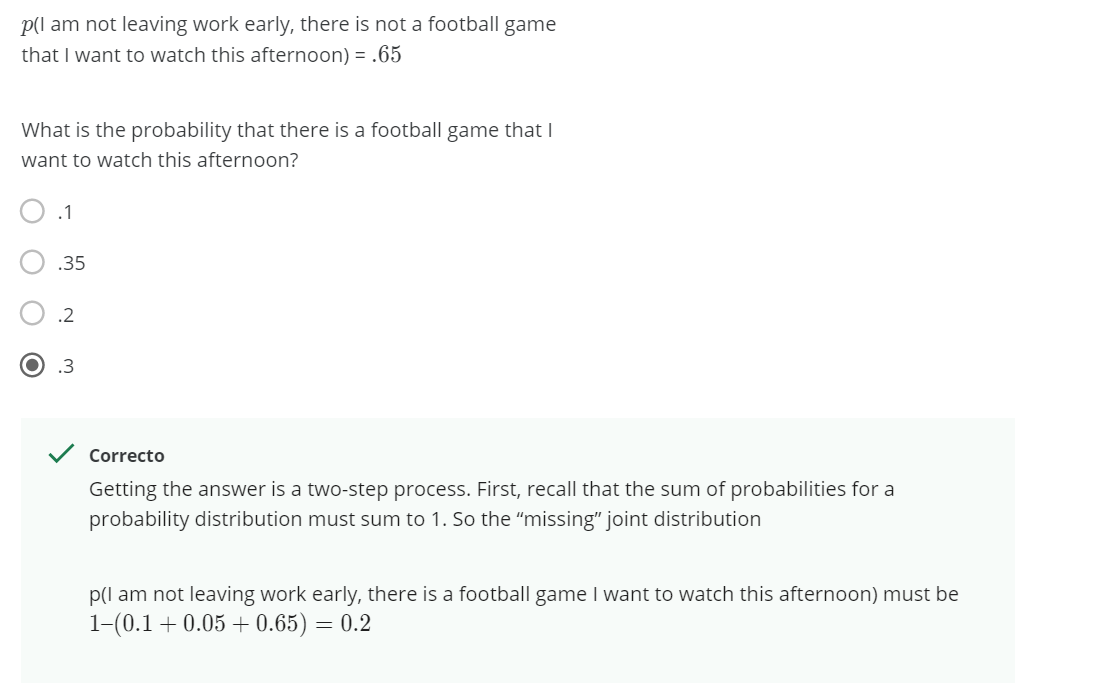 p(I am not leaving work early, there is not a football game
that I want to watch this afternoon) = .65
What is the probability that there is a football game that I
want to watch this afternoon?
.1
.35
.2
.3
Correcto
Getting the answer is a two-step process. First, recall that the sum of probabilities for a
probability distribution must sum to 1. So the “missing” joint distribution
p(I am not leaving work early, there is a football game I want to watch this afternoon) must be
1–(0.1 + 0.05 + 0.65) = 0.2